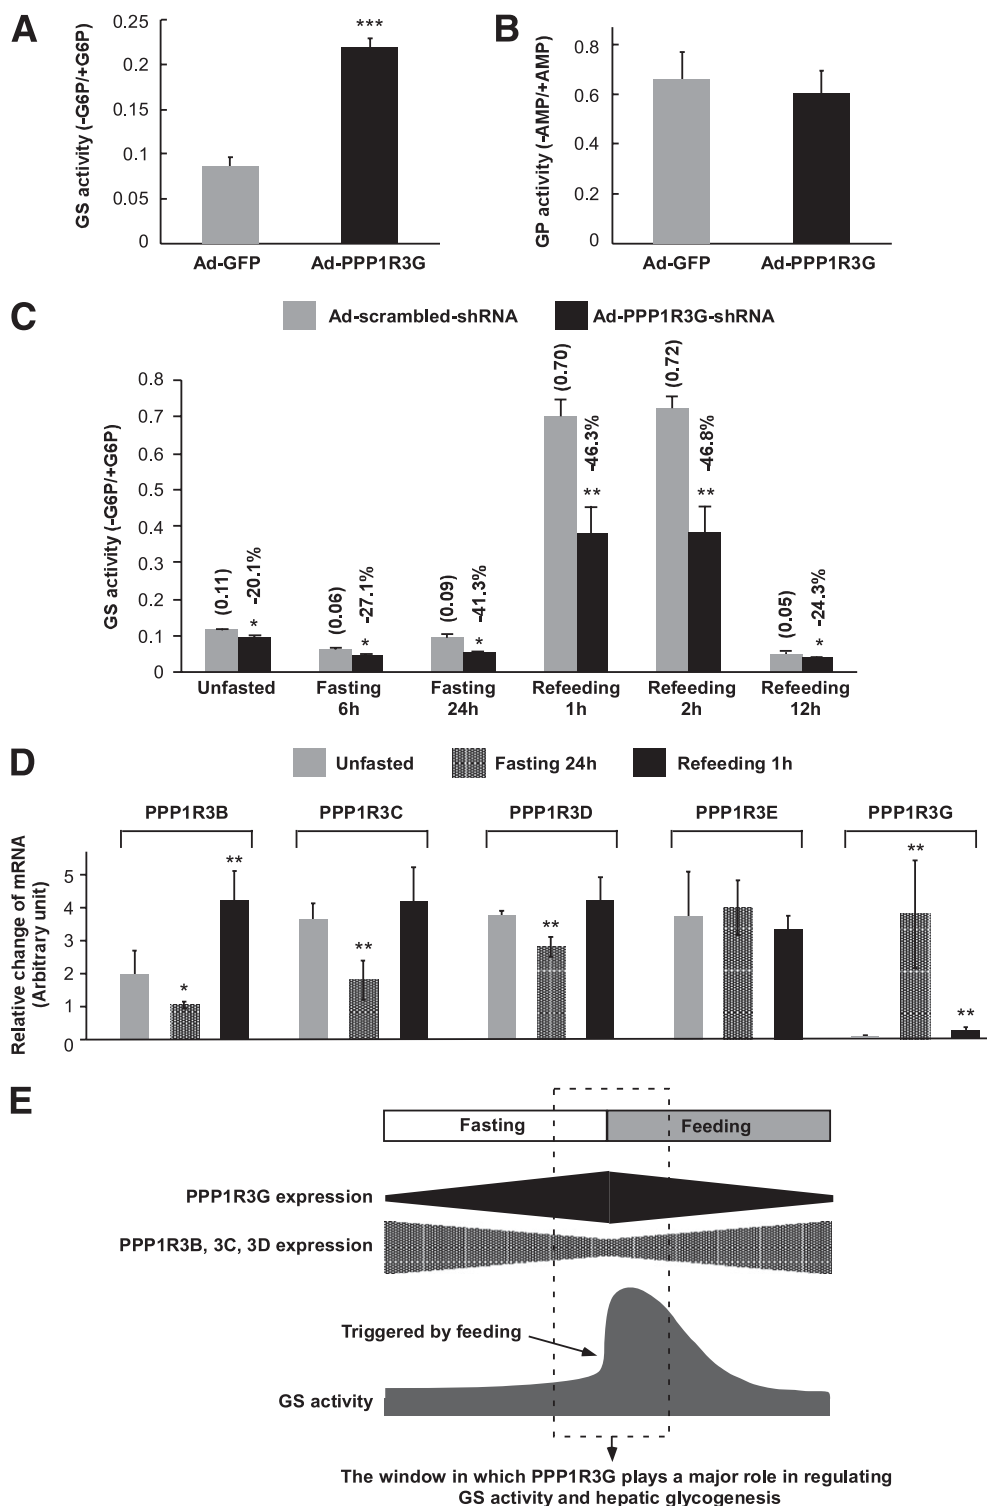 A
GS activity (-G6P/+G6P)
0.25
0.2
0.15
0.1
0.05
0
***
Ad-GFP
Ad-PPP1R3G
B
GP activity (-AMP/+AMP)
0.8
0.6
0.4
0.2
0
Ad-GFP
Ad-PPP1R3G
C
Ad-scrambled-shRNA
Ad-PPP1R3G-shRNA
GS activity (-G6P/+G6P)
0.8
0.7
0.6
0.5
0.4
0.3
0.2
0.1
0
(0.11)
-20.1%
*
(0.06)
-27.1%
*
(0.09)
-41.3%
*
(0.70)
-46.3%
**
(0.72)
-46.8%
**
(0.05)
-24.3%
*
Unfasted
Fasting
6h
Fasting
24h
Refeeding
1h
Refeeding
2h
Refeeding
12h
D
Unfasted
Fasting 24h
Refeeding 1h
PPP1R3B
PPP1R3C
PPP1R3D
PPP1R3E
PPP1R3G
Relative change of mRNA
(Arbitrary unit)
5
4
3
2
1
0
*
**
**
**
**
**
E
Fasting
Feeding
PPP1R3G expression
PPP1R3B, 3C, 3D expression
Triggered by feeding
GS activity
The window in which PPP1R3G plays a major role in regulating
GS activity and hepatic glycogenesis